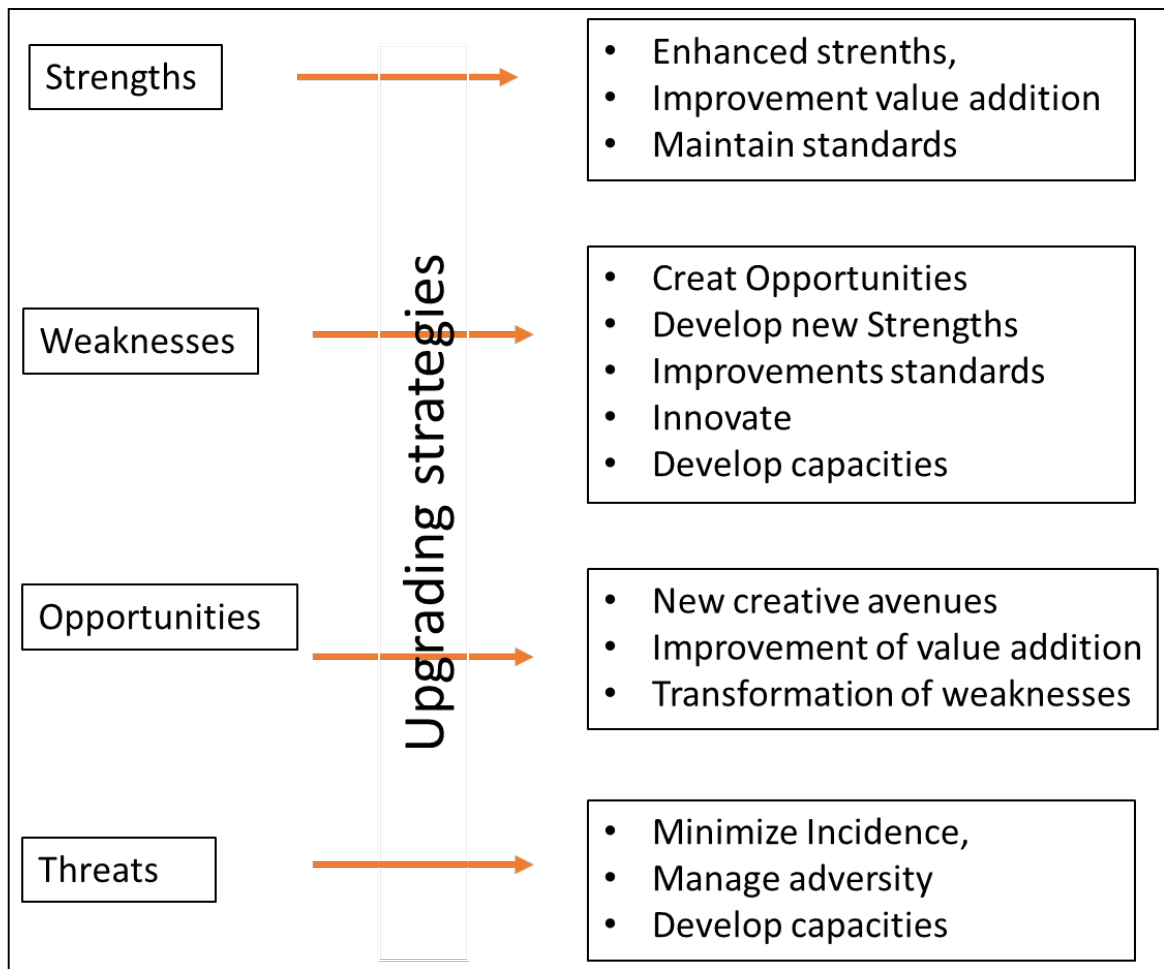 Strengths
• Enhanced strenths,
• Improvement value addition
• Maintain standards
Upgrading strategies
Weaknesses
• Creat Opportunities
• Develop new Strengths
• Improvements standards
• Innovate
• Develop capacities
Opportunities
• New creative avenues
• Improvement of value addition
• Transformation of weaknesses
Threats
• Minimize Incidence,
• Manage adversity
• Develop capacities